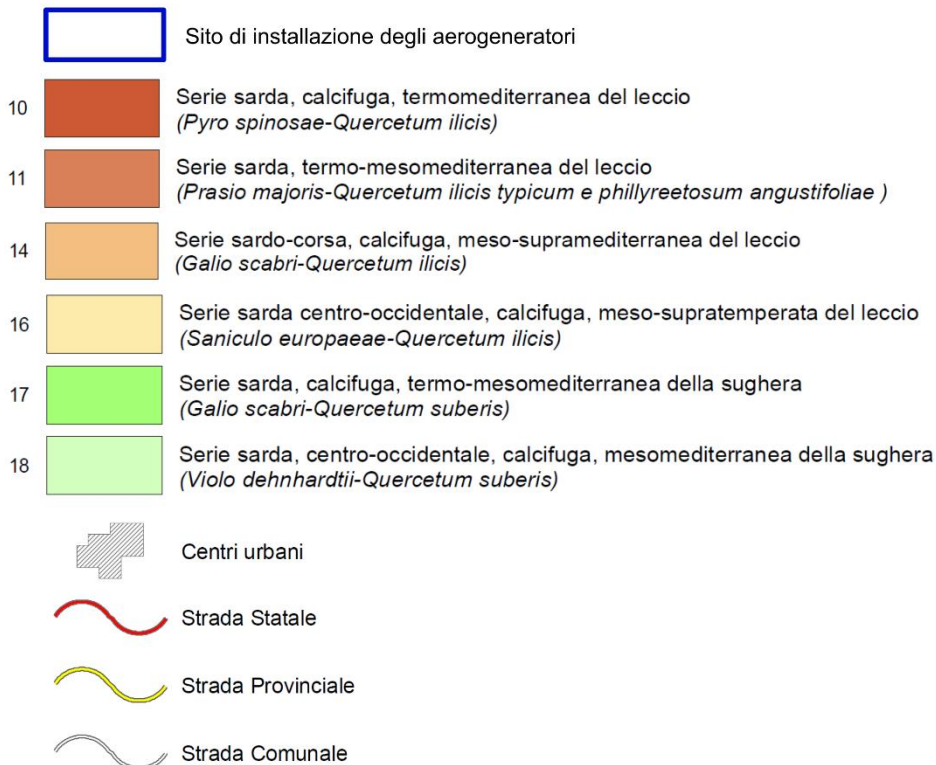 Sito di installazione degli aerogeneratori
10
Serie sarda, calcifuga, termomediterranea del leccio
(Pyro spinosae-Quercetum ilicis)
11
Serie sarda, termo-mesomediterranea del leccio
(Prasio majoris-Quercetum ilicis typicum e phillyreetosum angustifoliae )
14
Serie sardo-corsa, calcifuga, meso-supramediterranea del leccio
(Galio scabri-Quercetum ilicis)
16
Serie sarda centro-occidentale, calcifuga, meso-supratemperata del leccio
(Saniculo europaeae-Quercetum ilicis)
17
Serie sarda, calcifuga, termo-mesomediterranea della sughera
(Galio scabri-Quercetum suberis)
18
Serie sarda, centro-occidentale, calcifuga, mesomediterranea della sughera
(Violo dehnhardtii-Quercetum suberis)
Centri urbani
Strada Statale
Strada Provinciale
Strada Comunale